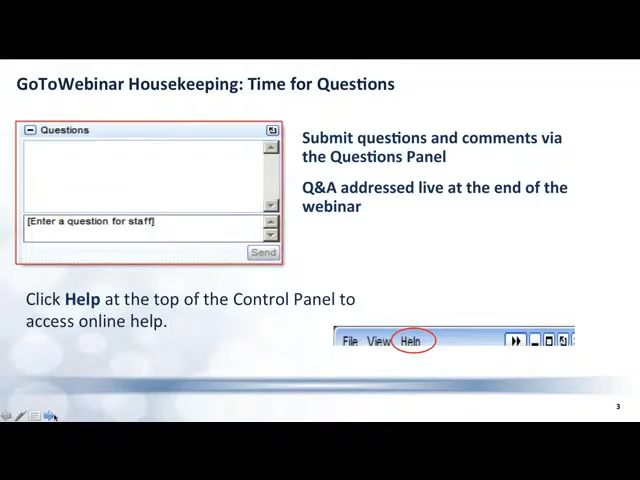 GoToWebinar Housekeeping: Time for Questions
Questions
[Enter a question for staff]
Send
Submit questions and comments via
the Questions Panel
Q&A addressed live at the end of the
webinar
Click Help at the top of the Control Panel to
access online help.
File View Help
3